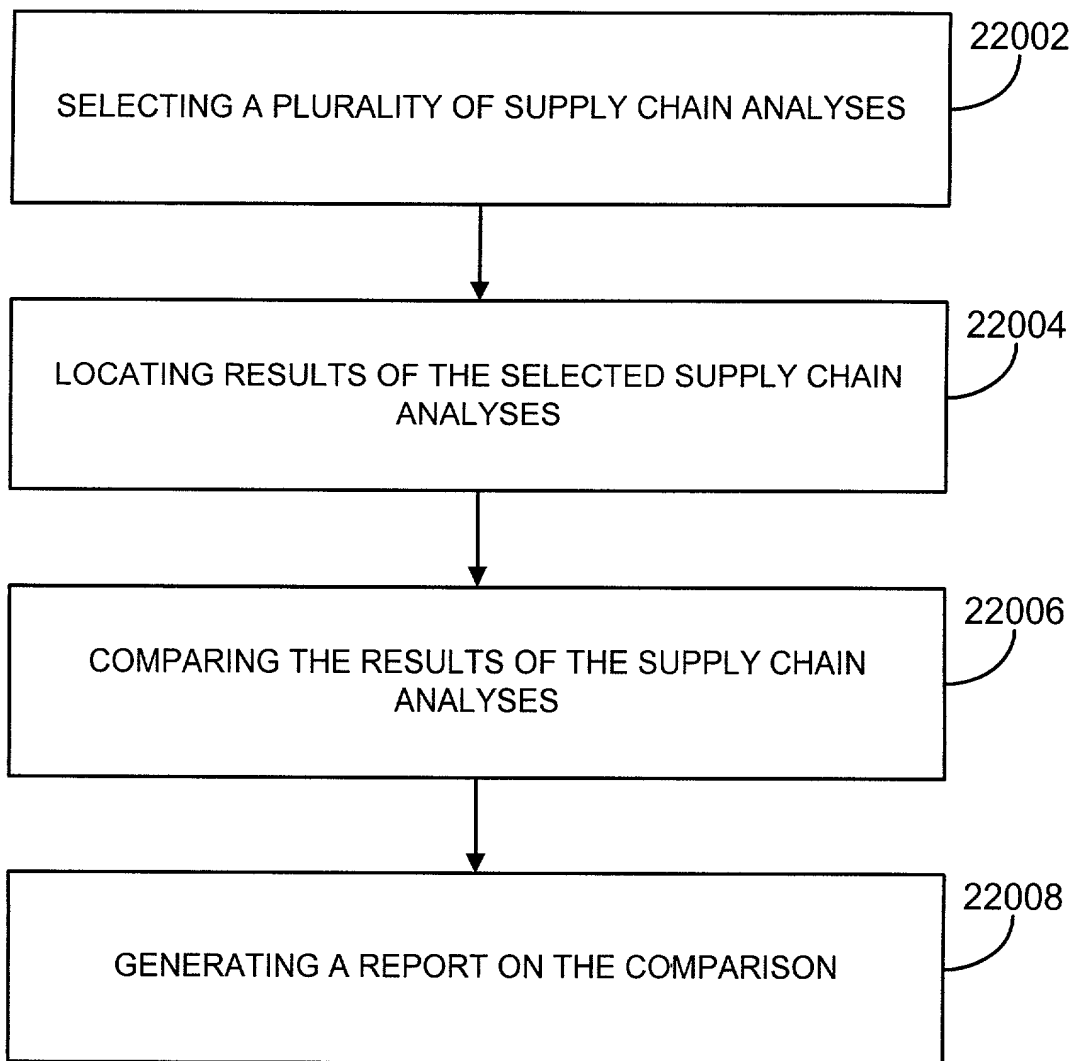 22002
SELECTING A PLURALITY OF SUPPLY CHAIN ANALYSES
22004
LOCATING RESULTS OF THE SELECTED SUPPLY CHAIN
ANALYSES
22006
COMPARING THE RESULTS OF THE SUPPLY CHAIN
ANALYSES
22008
GENERATING A REPORT ON THE COMPARISON